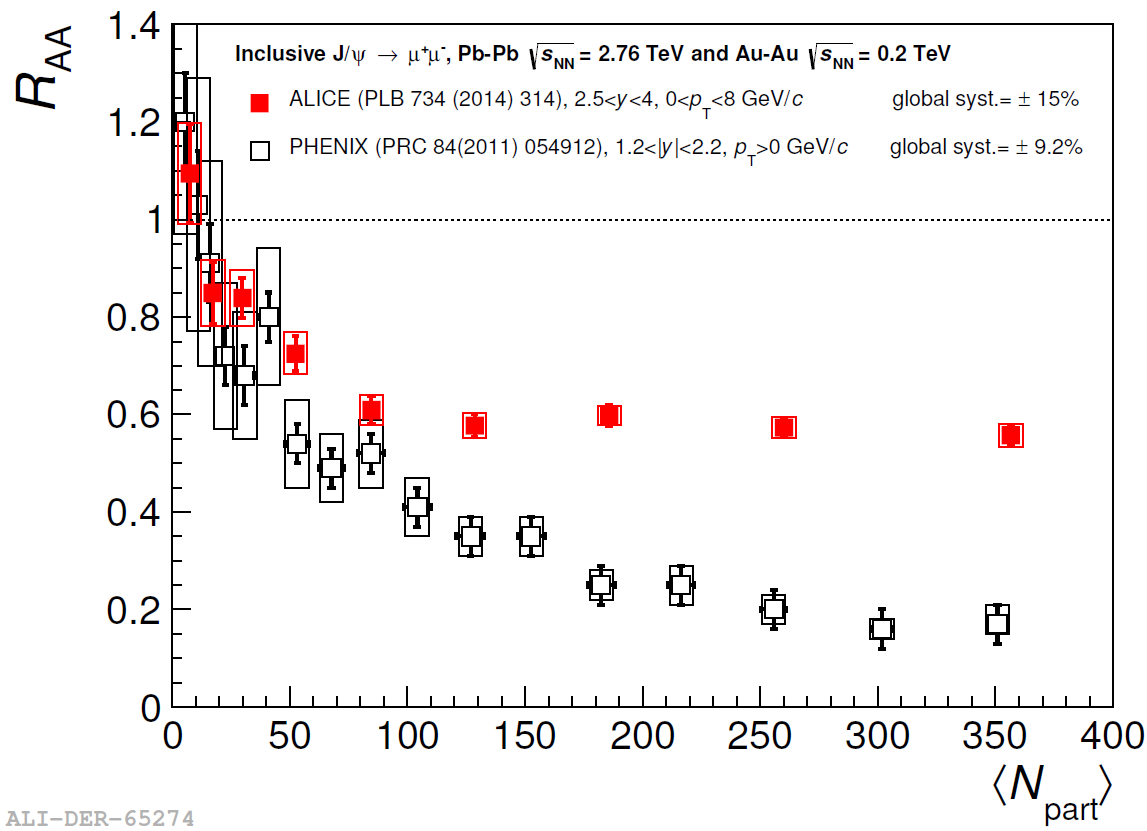 R_AA
1.4
1.2
1
0.8
0.6
0.4
0.2
0
Inclusive J/ψ → μ⁺μ⁻, Pb-Pb √s_NN = 2.76 TeV and Au-Au √s_NN = 0.2 TeV
ALICE (PLB 734 (2014) 314), 2.5<y<4, 0<p_T<8 GeV/c global syst.= ± 15%
PHENIX (PRC 84(2011) 054912), 1.2<|y|<2.2, p_T>0 GeV/c global syst.= ± 9.2%
0 50 100 150 200 250 300 350 400
⟨N_part⟩
ALI-DER-65274